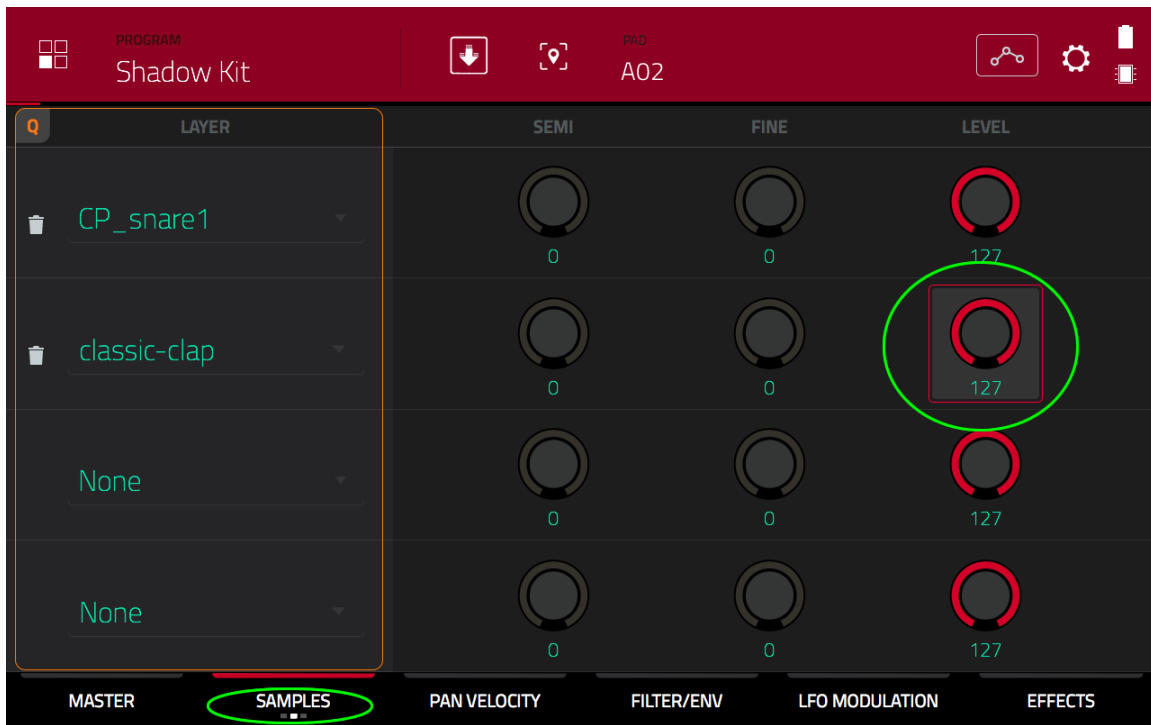 PROGRAM
Shadow Kit
PAD
A02
Q LAYER SEMI FINE LEVEL
CP_snare1
0 0 127
classic-clap
0 0 127
None
0 0 127
None
0 0 127
MASTER SAMPLES PAN VELOCITY FILTER/ENV LFO MODULATION EFFECTS